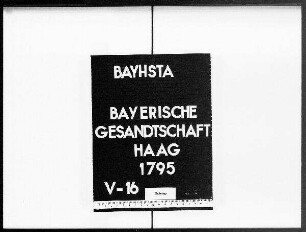 BAYHSTA
BAYERISCHE
GESANDTSCHAFT
HAAG
1795
V-16